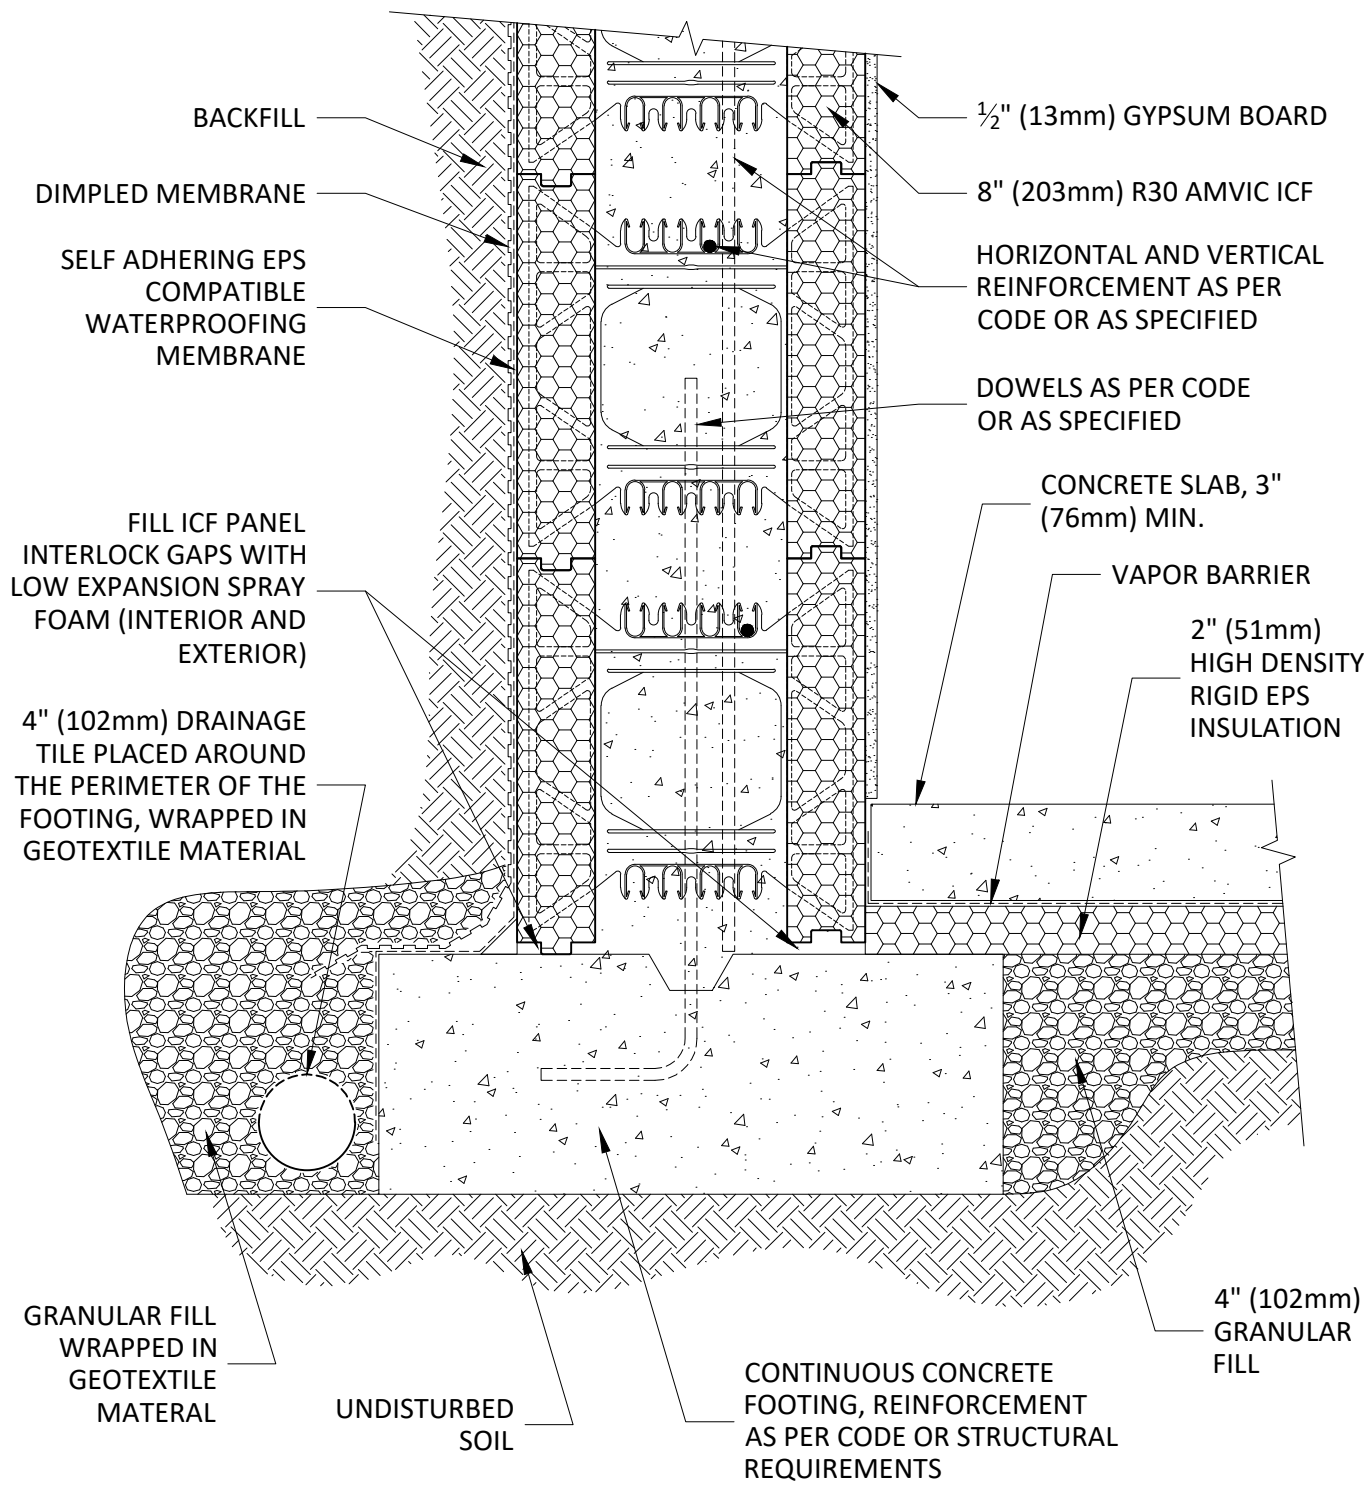 BACKFILL
DIMPLED MEMBRANE
SELF ADHERING EPS
COMPATIBLE
WATERPROOFING
MEMBRANE
FILL ICF PANEL
INTERLOCK GAPS WITH
LOW EXPANSION SPRAY
FOAM (INTERIOR AND
EXTERIOR)
4" (102mm) DRAINAGE
TILE PLACED AROUND
THE PERIMETER OF THE
FOOTING, WRAPPED IN
GEOTEXTILE MATERIAL
GRANULAR FILL
WRAPPED IN
GEOTEXTILE
MATERAL
UNDISTURBED
SOIL
½" (13mm) GYPSUM BOARD
8" (203mm) R30 AMVIC ICF
HORIZONTAL AND VERTICAL
REINFORCEMENT AS PER
CODE OR AS SPECIFIED
DOWELS AS PER CODE
OR AS SPECIFIED
CONCRETE SLAB, 3"
(76mm) MIN.
VAPOR BARRIER
2" (51mm)
HIGH DENSITY
RIGID EPS
INSULATION
4" (102mm)
GRANULAR
FILL
CONTINUOUS CONCRETE
FOOTING, REINFORCEMENT
AS PER CODE OR STRUCTURAL
REQUIREMENTS